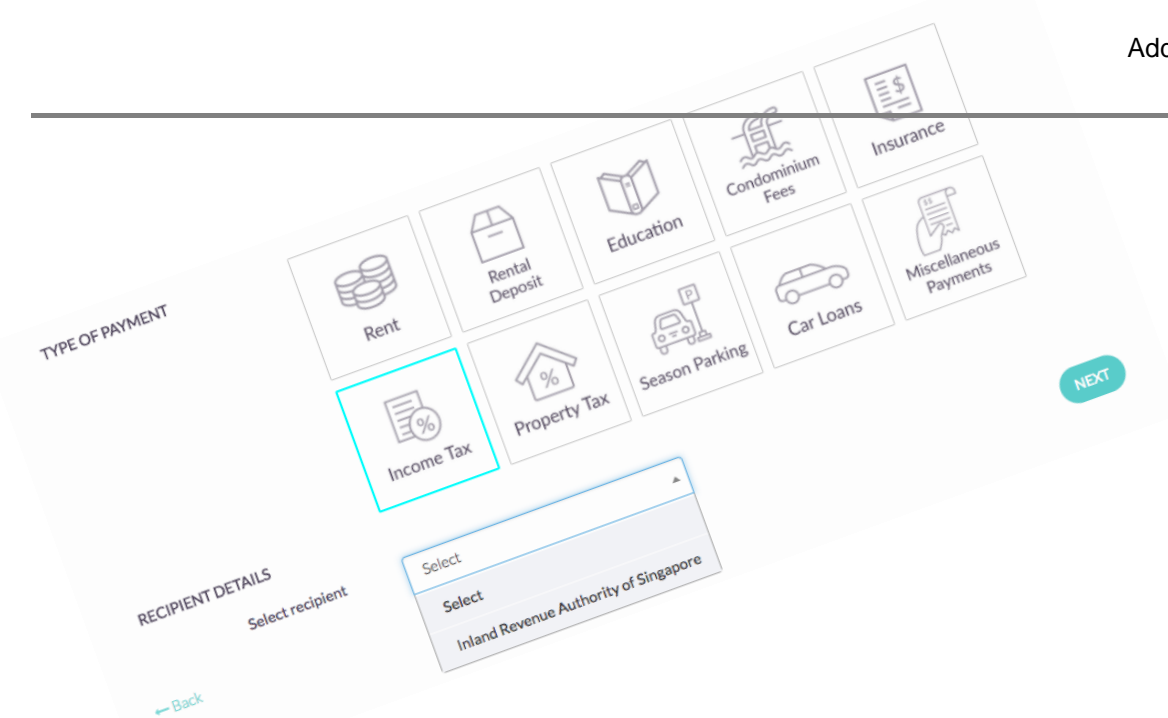 Add
TYPE OF PAYMENT
Rent
Rental
Deposit
Education
Condominium
Fees
Insurance
Income Tax
Property Tax
Season Parking
Car Loans
Miscellaneous
Payments
NEXT
RECIPIENT DETAILS
Select recipient
Select
Select
Inland Revenue Authority of Singapore
← Back